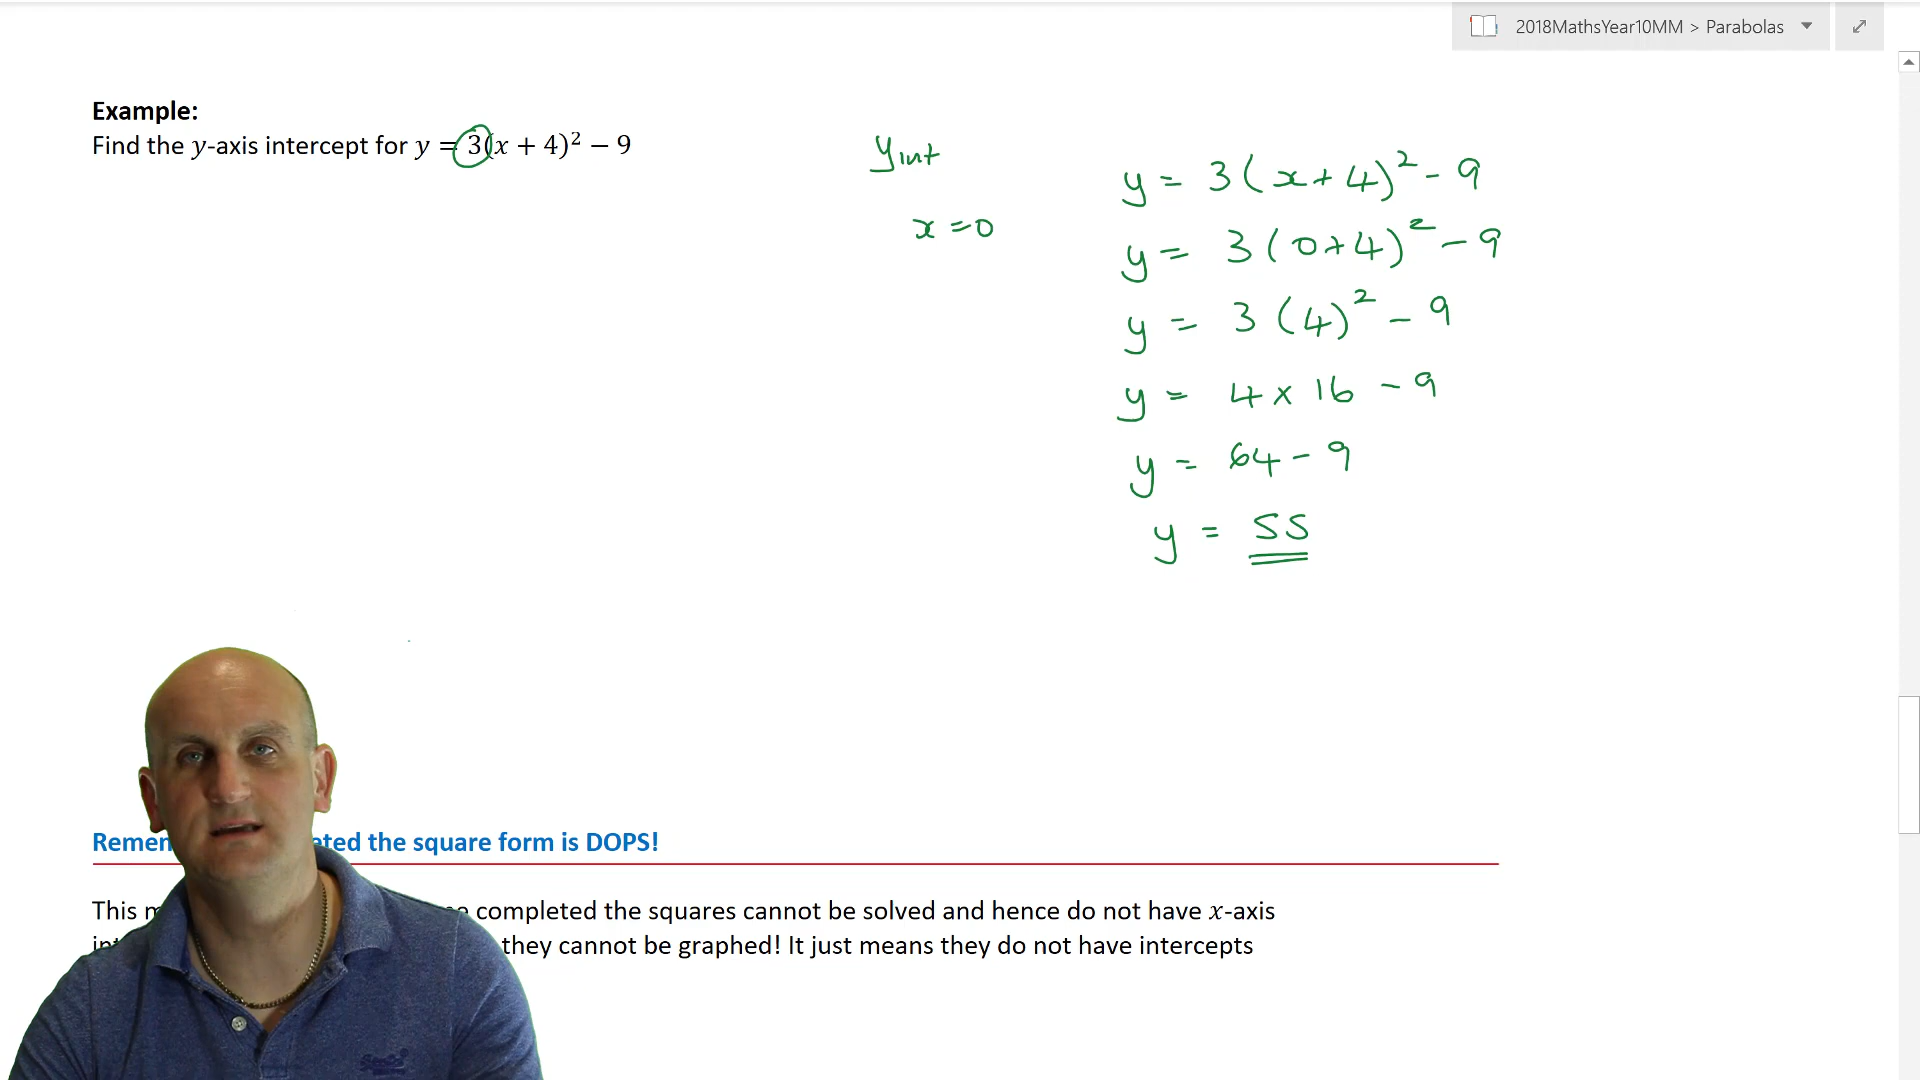 2018MathsYear10MM > Parabolas
Example:
Find the y-axis intercept for y = 3(x + 4)² − 9
yint
x = 0
y = 3(x + 4)² - 9
y = 3(0 + 4)² - 9
y = 3(4)² - 9
y = 4 x 16 - 9
y = 64 - 9
y = 55
eted the square form is DOPS!
This completed the squares cannot be solved and hence do not have x-axis
they cannot be graphed! It just means they do not have intercepts